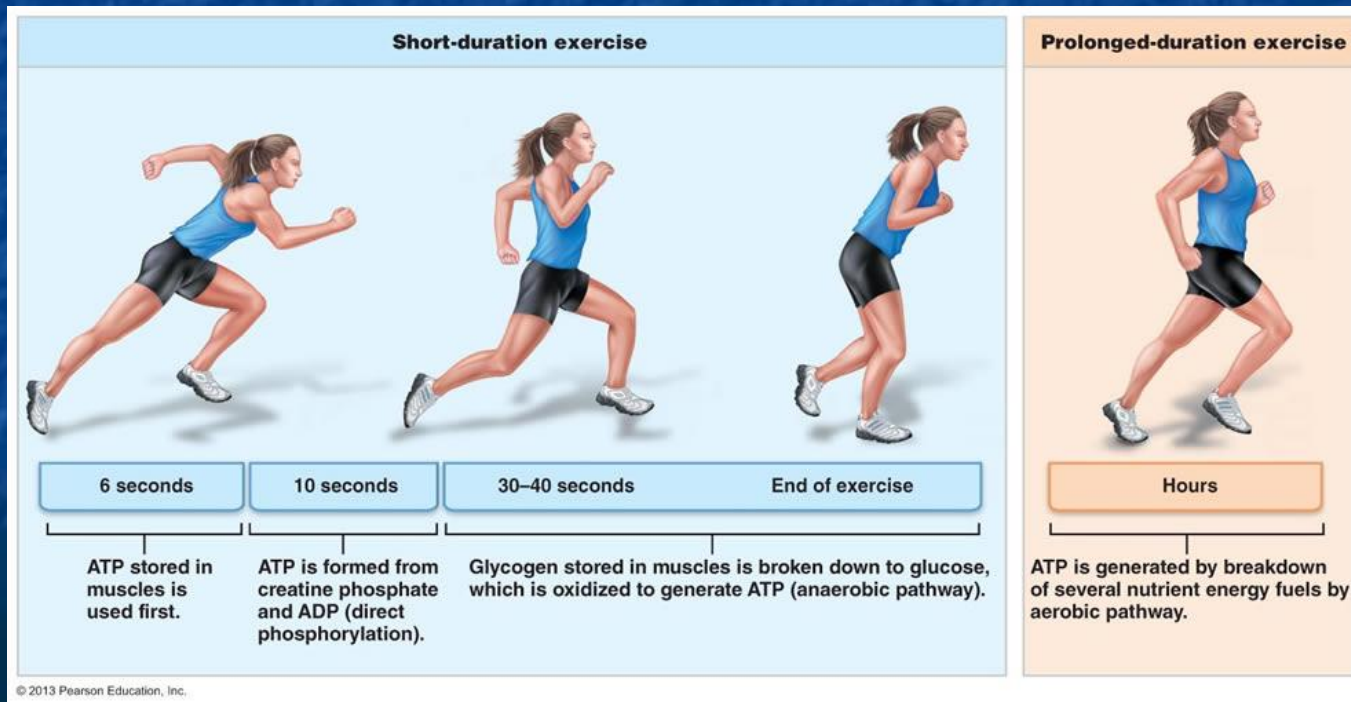 Short-duration exercise
Prolonged-duration exercise
6 seconds
10 seconds
30–40 seconds
End of exercise
Hours
ATP stored in
muscles is
used first.
ATP is formed from
creatine phosphate
and ADP (direct
phosphorylation).
Glycogen stored in muscles is broken down to glucose,
which is oxidized to generate ATP (anaerobic pathway).
ATP is generated by breakdown
of several nutrient energy fuels by
aerobic pathway.
© 2013 Pearson Education, Inc.